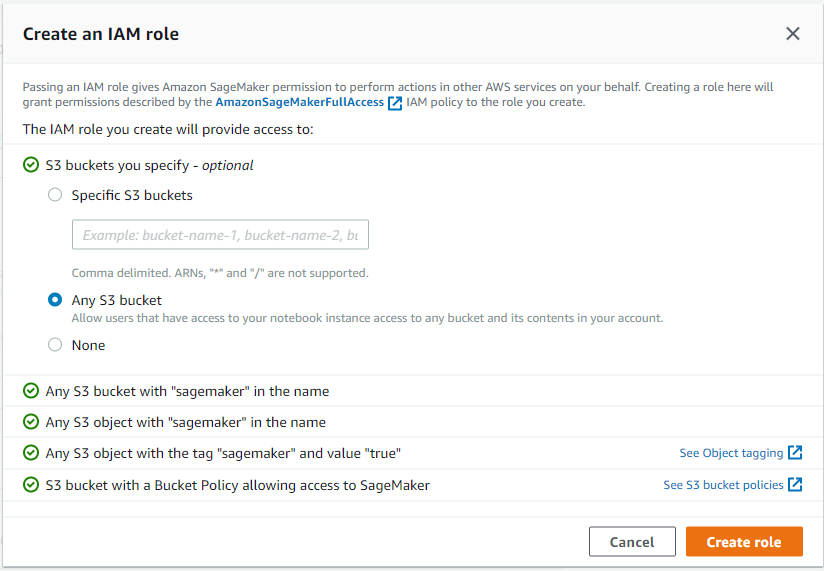 Create an IAM role
Passing an IAM role gives Amazon SageMaker permission to perform actions in other AWS services on your behalf. Creating a role here will
grant permissions described by the AmazonSageMakerFullAccess IAM policy to the role you create.
The IAM role you create will provide access to:
S3 buckets you specify - optional
Specific S3 buckets
Example: bucket-name-1, bucket-name-2, bu
Comma delimited. ARNs, "*" and "/" are not supported.
Any S3 bucket
Allow users that have access to your notebook instance access to any bucket and its contents in your account.
None
Any S3 bucket with "sagemaker" in the name
Any S3 object with "sagemaker" in the name
Any S3 object with the tag "sagemaker" and value "true" See Object tagging
S3 bucket with a Bucket Policy allowing access to SageMaker See S3 bucket policies
Cancel Create role